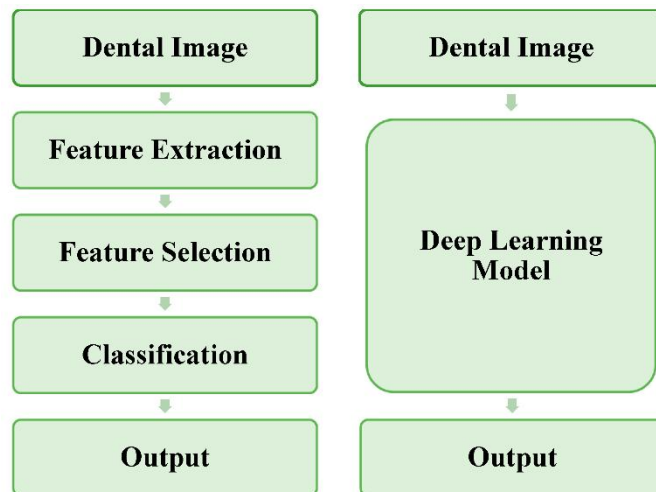 Dental Image
Feature Extraction
Feature Selection
Classification
Output
Dental Image
Deep Learning
Model
Output